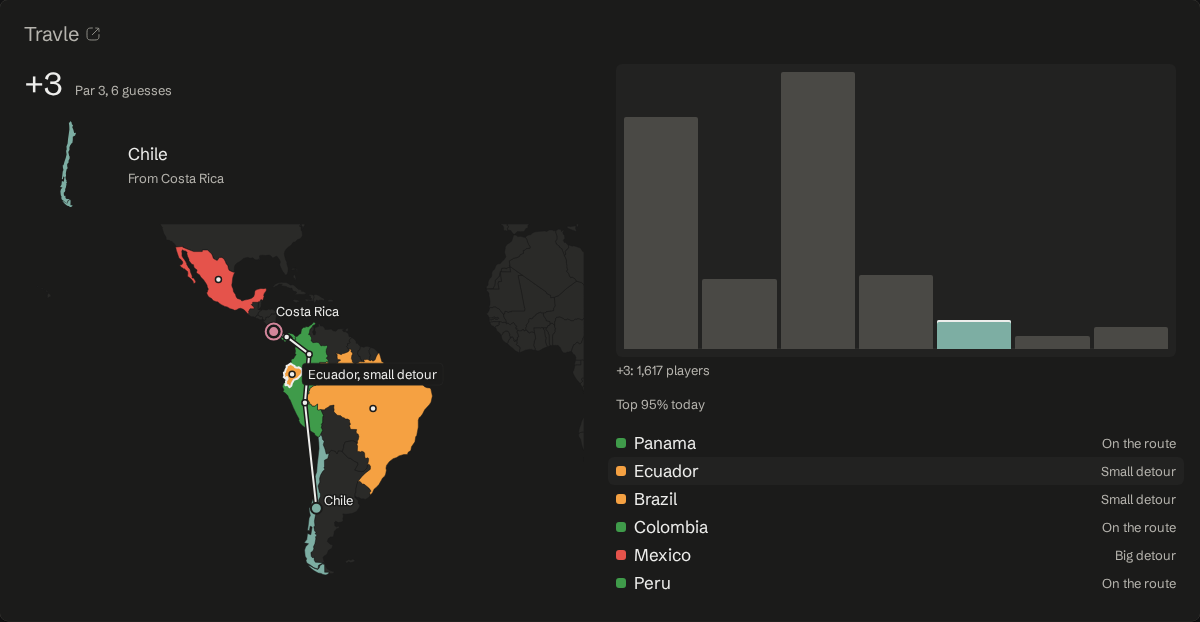 Travle
+3 Par 3, 6 guesses
Chile
From Costa Rica
Costa Rica
Ecuador, small detour
Chile
+3: 1,617 players
Top 95% today
Panama On the route
Ecuador Small detour
Brazil Small detour
Colombia On the route
Mexico Big detour
Peru On the route